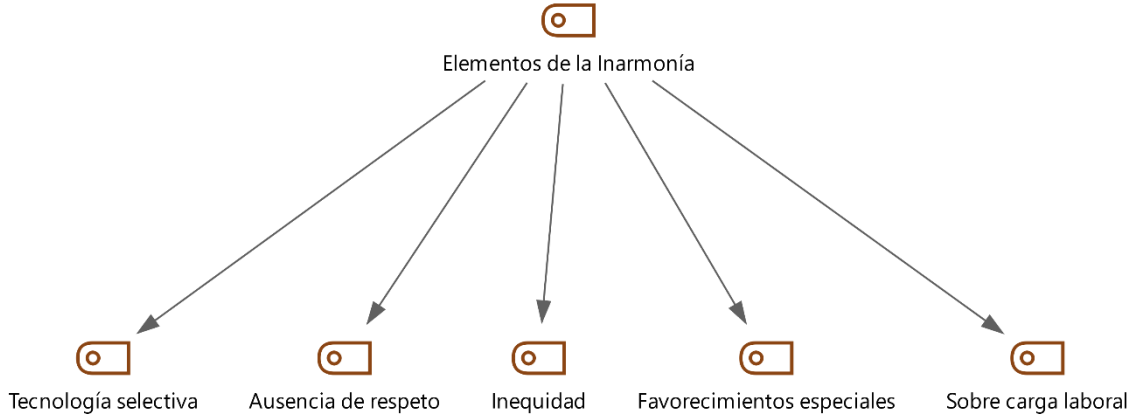 Elementos de la Inarmonía
Tecnología selectiva
Ausencia de respeto
Inequidad
Favorecimientos especiales
Sobre carga laboral